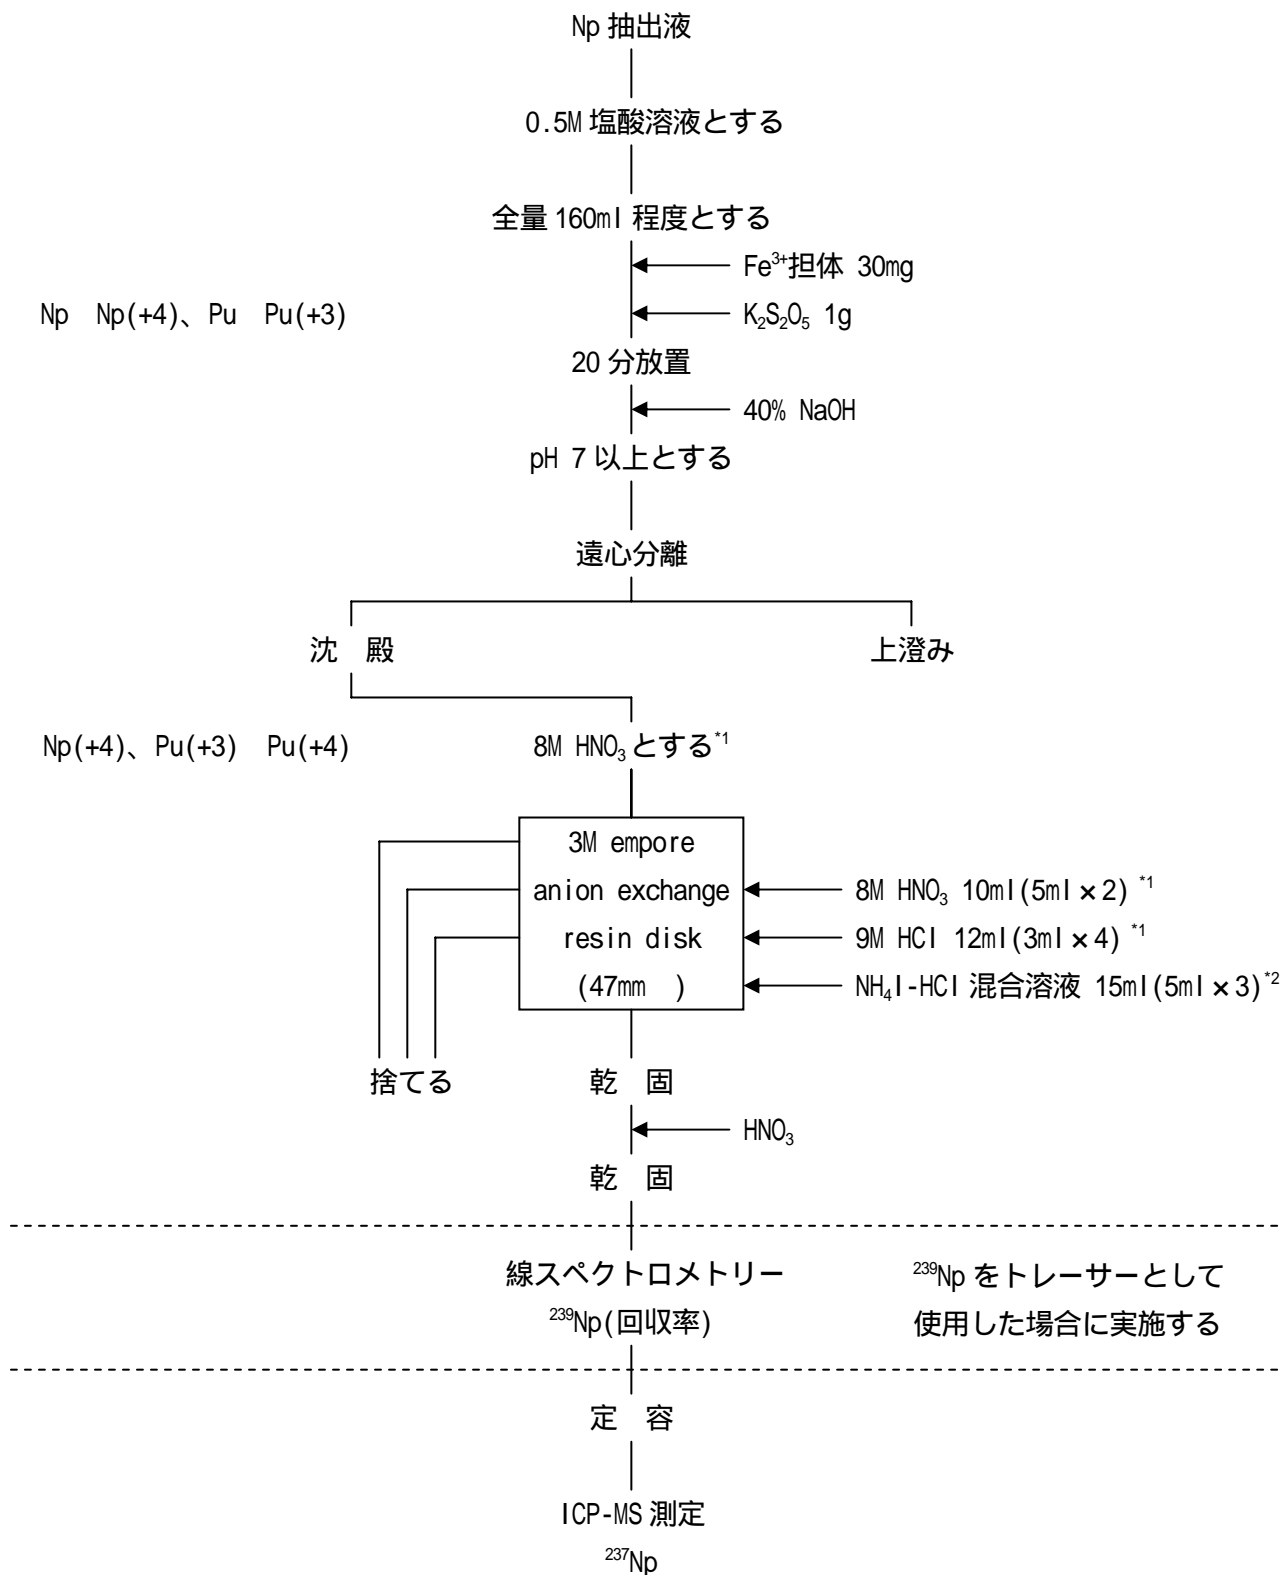 Np 抽出液
0.5M 塩酸溶液とする
全量 160ml 程度とする
Fe³⁺担体 30mg
Np Np(+4)、Pu Pu(+3)
K₂S₂O₅ 1g
20 分放置
40% NaOH
pH 7 以上とする
遠心分離
沈 殿
上澄み
Np(+4)、Pu(+3) Pu(+4)
8M HNO₃ とする*¹
3M empore
anion exchange
resin disk
(47mm )
8M HNO₃ 10ml(5ml×2) *¹
9M HCl 12ml(3ml×4) *¹
NH₄I-HCl 混合溶液 15ml(5ml×3)*²
捨てる
乾 固
HNO₃
乾 固
線スペクトロメトリー
²³⁹Np(回収率)
²³⁹Np をトレーサーとして
使用した場合に実施する
定 容
ICP-MS 測定
²³⁷Np